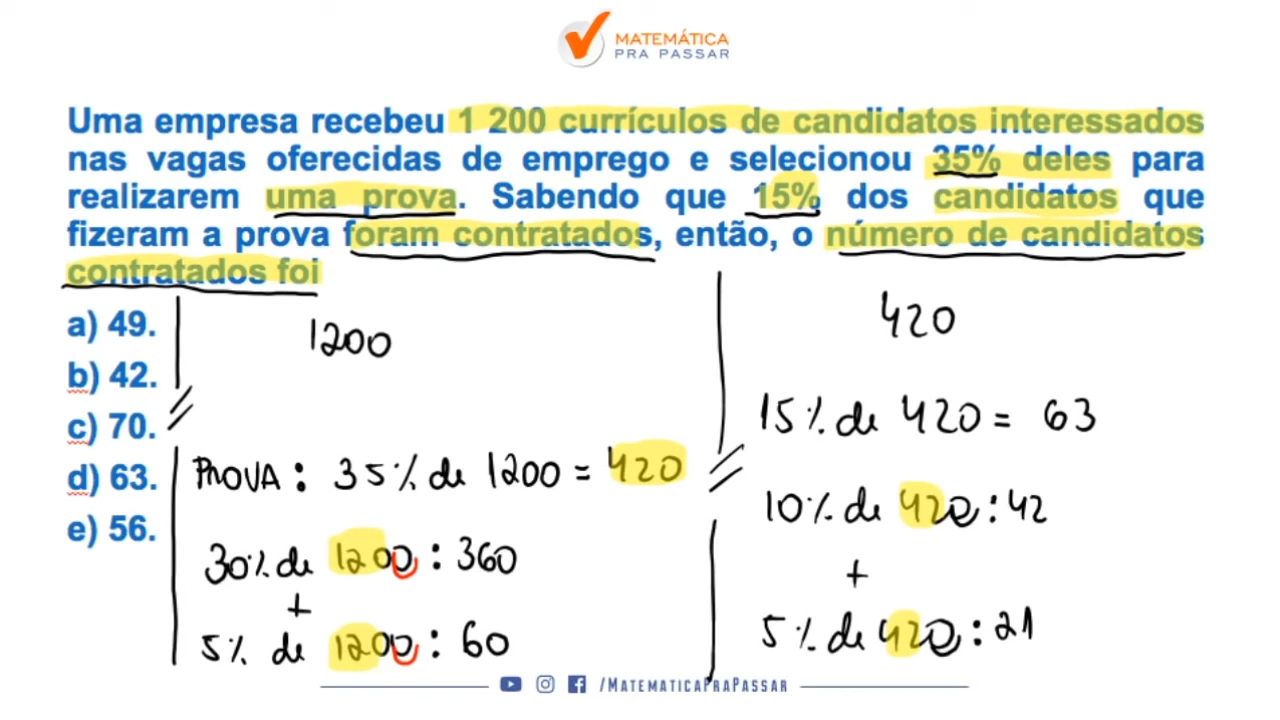 MATEMÁTICA
PRA PASSAR
Uma empresa recebeu 1 200 currículos de candidatos interessados
nas vagas oferecidas de emprego e selecionou 35% deles para
realizarem uma prova. Sabendo que 15% dos candidatos que
fizeram a prova foram contratados, então, o número de candidatos
contratados foi
a) 49.
b) 42.
c) 70.
d) 63.
e) 56.
1200
PROVA: 35% de 1200 = 420
30% de 1200 : 360
+
5% de 1200 : 60
420
15% de 420 = 63
10% de 420 : 42
+
5% de 420 : 21
/MATEMATICAPRAPASSAR